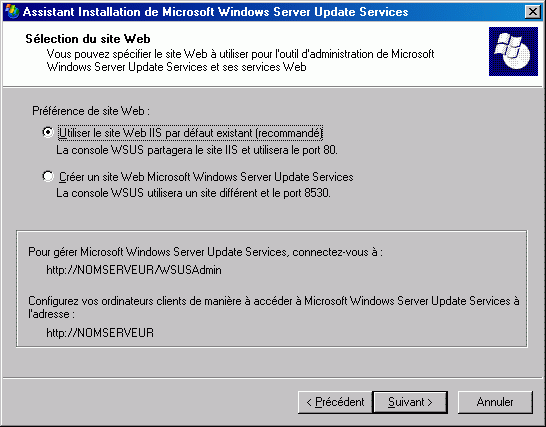 Assistant Installation de Microsoft Windows Server Update Services
Sélection du site Web
Vous pouvez spécifier le site Web à utiliser pour l'outil d'administration de Microsoft
Windows Server Update Services et ses services Web
Préférence de site Web :
Utiliser le site Web IIS par défaut existant (recommandé)
La console WSUS partagera le site IIS et utilisera le port 80.
Créer un site Web Microsoft Windows Server Update Services
La console WSUS utilisera un site différent et le port 8530.
Pour gérer Microsoft Windows Server Update Services, connectez-vous à :
http://NOMSERVEUR/WSUSAdmin
Configurez vos ordinateurs clients de manière à accéder à Microsoft Windows Server Update Services à
l'adresse :
http://NOMSERVEUR
< Précédent Suivant > Annuler